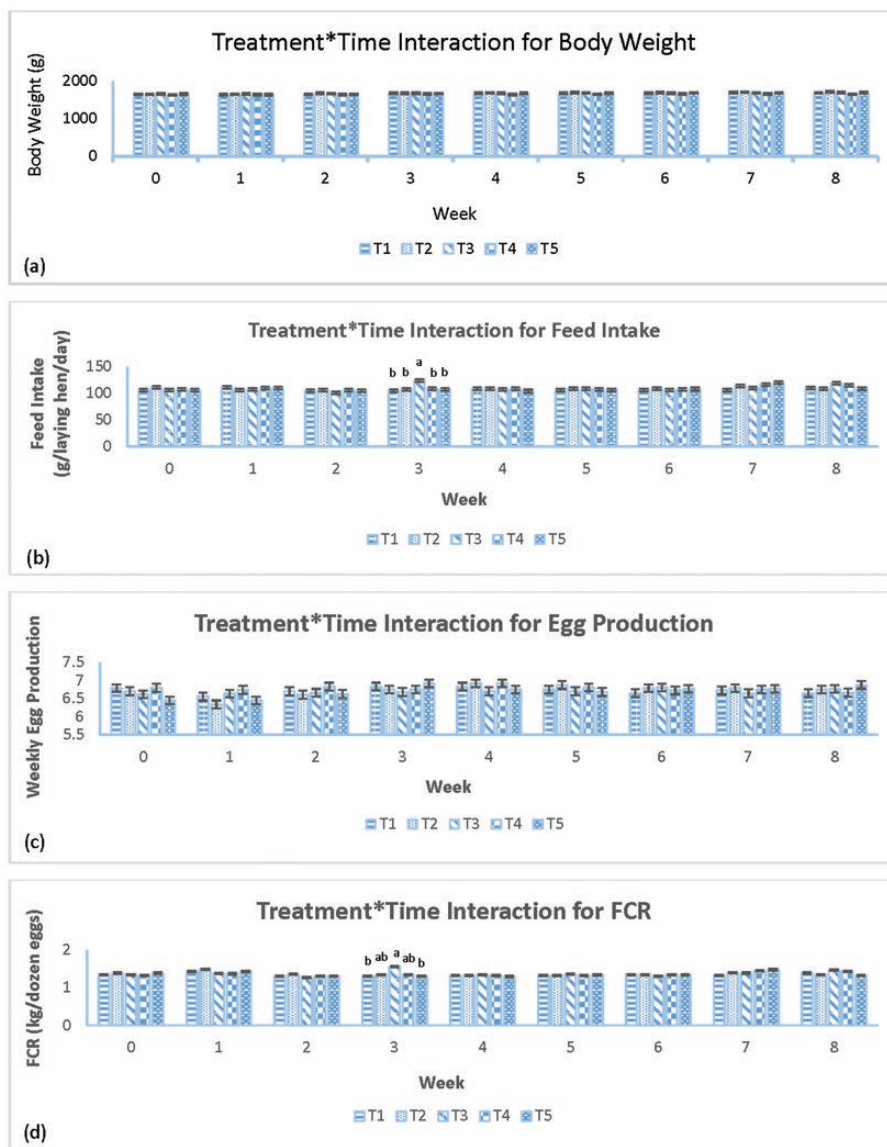 Treatment*Time Interaction for Body Weight
Body Weight (g)
2000
1000
0
0 1 2 3 4 5 6 7 8
Week
T1 T2 T3 T4 T5
(a)
Treatment*Time Interaction for Feed Intake
Feed Intake
(g/laying hen/day)
150
100
50
0
b b a b b
0 1 2 3 4 5 6 7 8
Week
T1 T2 T3 T4 T5
(b)
Treatment*Time Interaction for Egg Production
Weekly Egg Production
7.5
7
6.5
6
5.5
0 1 2 3 4 5 6 7 8
Week
T1 T2 T3 T4 T5
(c)
Treatment*Time Interaction for FCR
FCR (kg/dozen eggs)
2
1
0
b ab a ab b
0 1 2 3 4 5 6 7 8
Week
T1 T2 T3 T4 T5
(d)